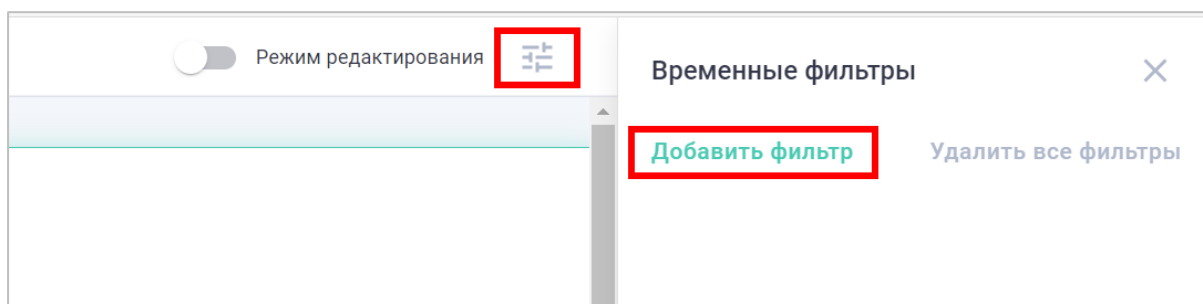 Режим редактирования
Временные фильтры
Добавить фильтр
Удалить все фильтры